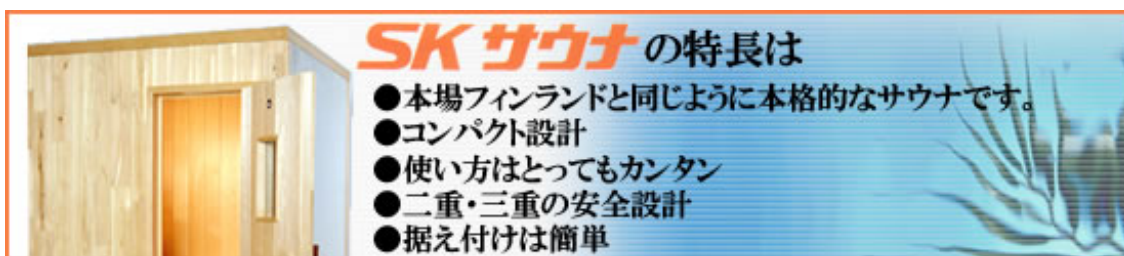 SKサウナの特長は
●本場フィンランドと同じように本格的なサウナです。
●コンパクト設計
●使い方はとってもカンタン
●二重・三重の安全設計
●据え付けは簡単